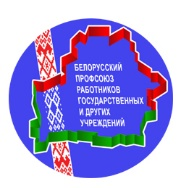 БЕЛОРУССКИЙ
ПРОФСОЮЗ
РАБОТНИКОВ
ГОСУДАРСТВЕННЫХ
И ДРУГИХ
УЧРЕЖДЕНИЙ